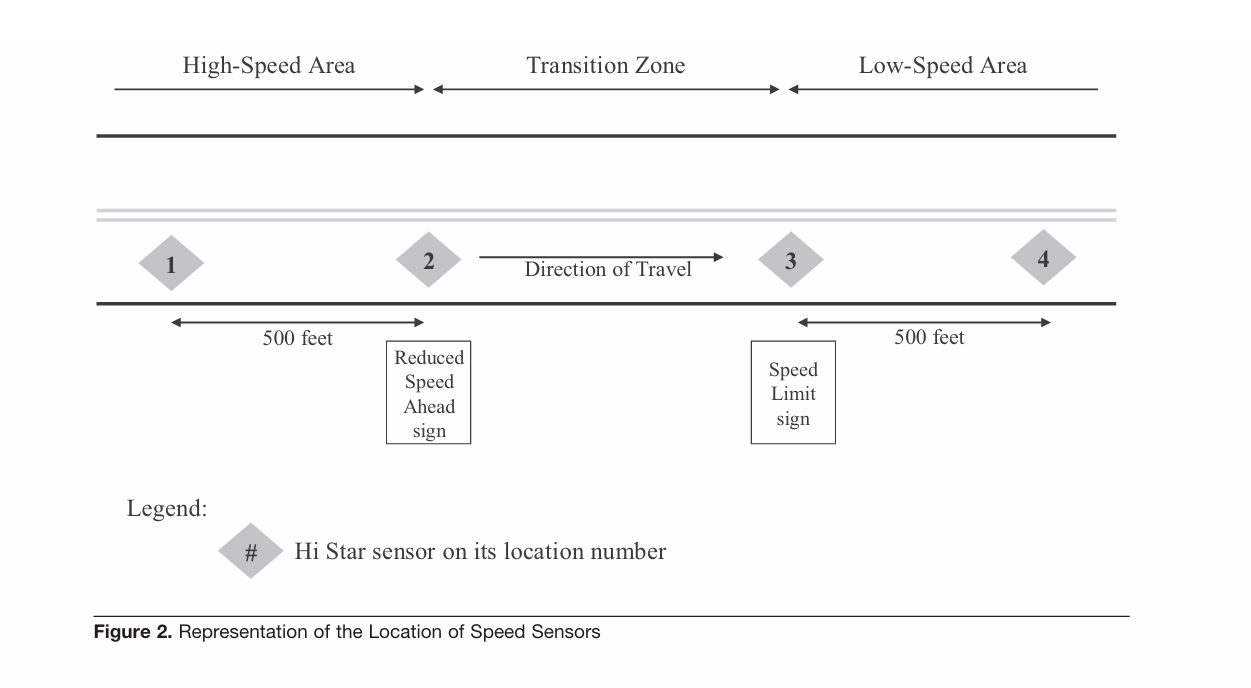 High-Speed Area
Transition Zone
Low-Speed Area
1
2
Direction of Travel
3
4
500 feet
500 feet
Reduced
Speed
Ahead
sign
Speed
Limit
sign
Legend:
# Hi Star sensor on its location number
Figure 2. Representation of the Location of Speed Sensors